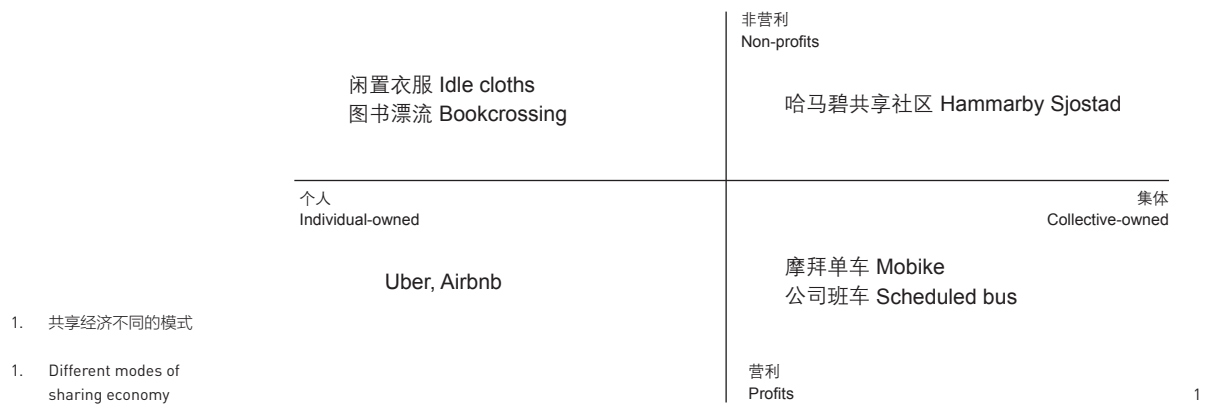 非营利
Non-profits
闲置衣服 Idle cloths
图书漂流 Bookcrossing
哈马碧共享社区 Hammarby Sjostad
个人
Individual-owned
集体
Collective-owned
Uber, Airbnb
摩拜单车 Mobike
公司班车 Scheduled bus
1. 共享经济不同的模式
1. Different modes of
sharing economy
营利
Profits
1